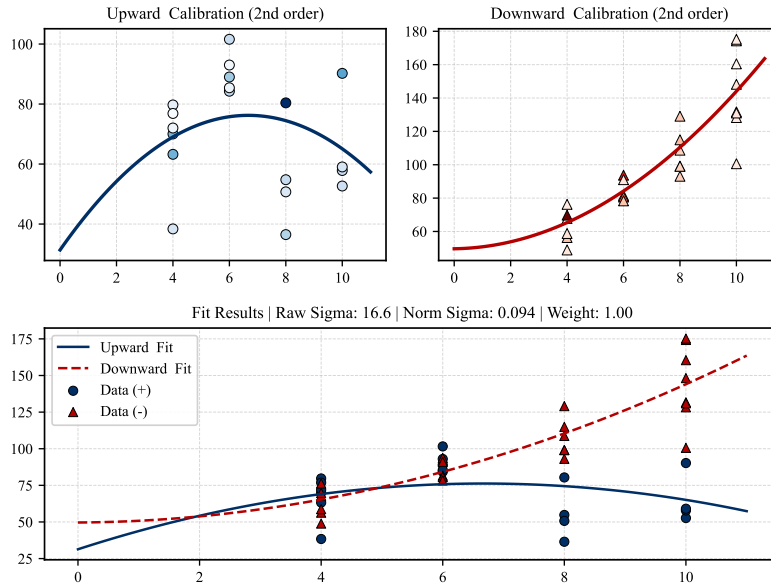 Upward  Calibration (2nd order)
100
80
60
40
0 2 4 6 8 10
Downward  Calibration (2nd order)
180
160
140
120
100
80
60
0 2 4 6 8 10
Fit Results | Raw Sigma: 16.6 | Norm Sigma: 0.094 | Weight: 1.00
175
150
125
100
75
50
25
Upward  Fit
Downward  Fit
Data (+)
Data (-)
0 2 4 6 8 10